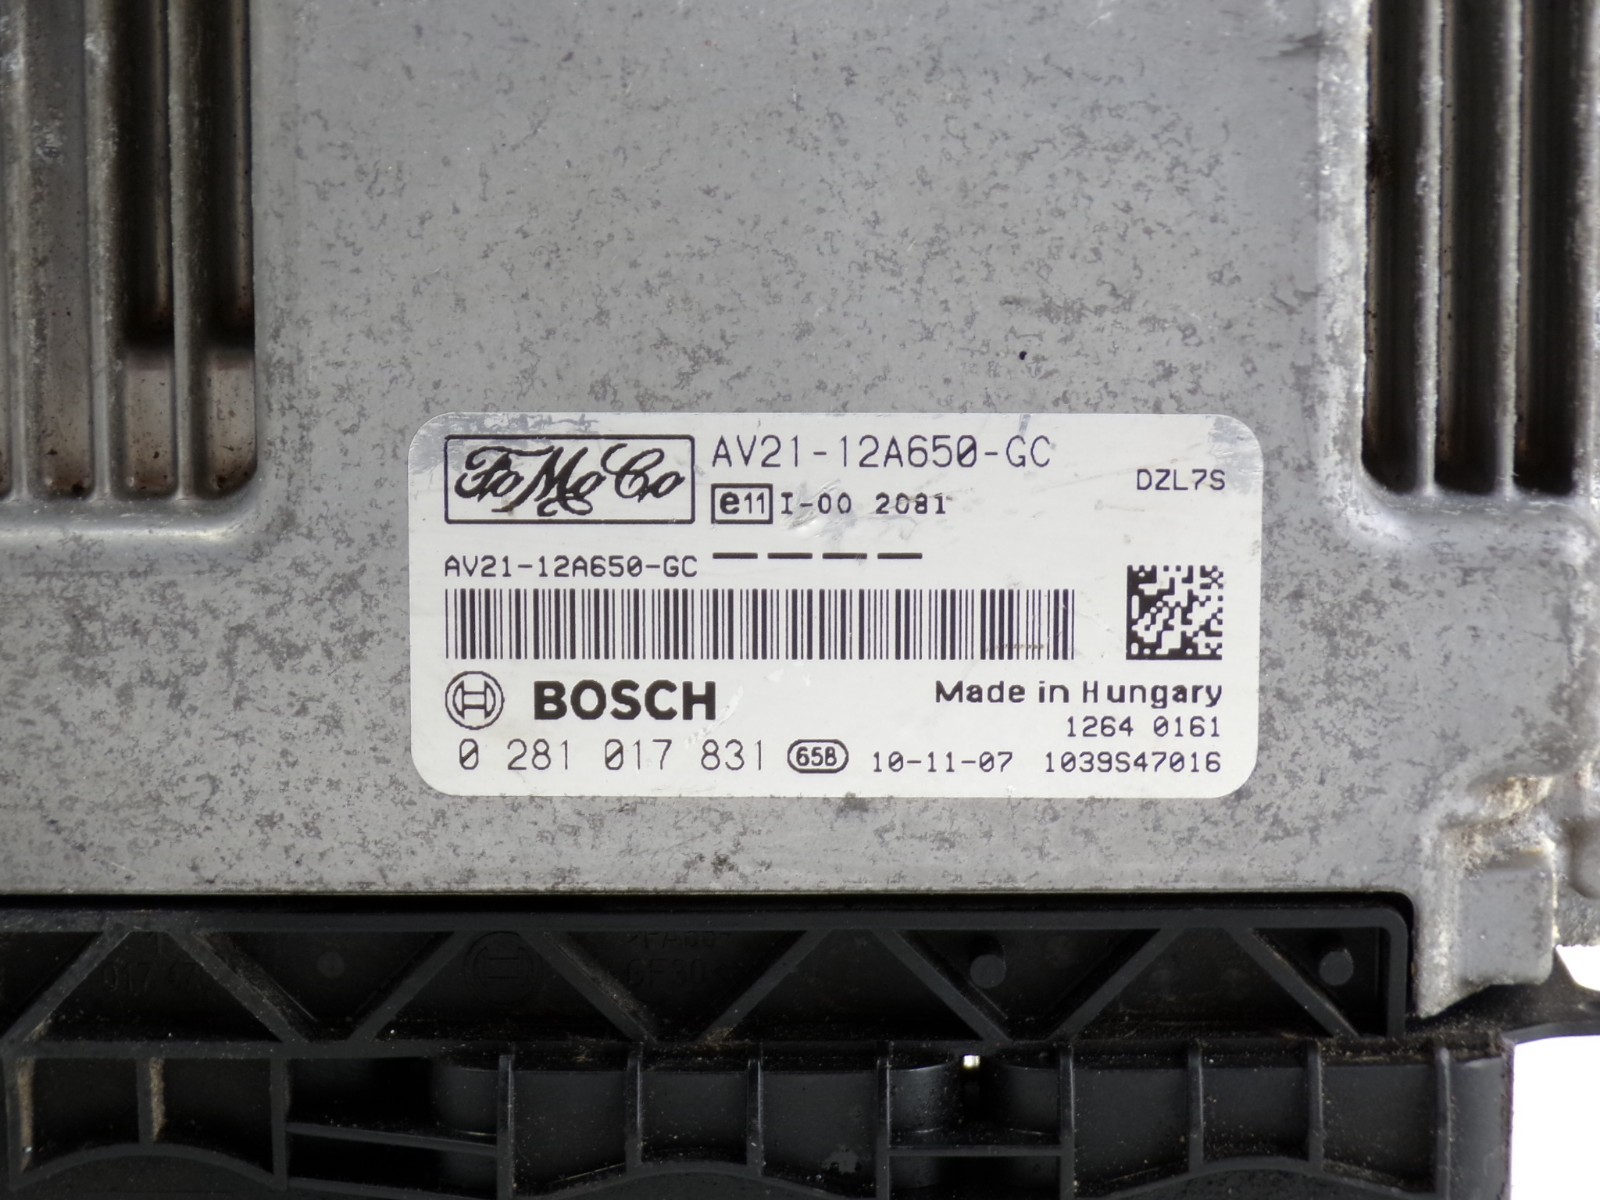 FoMoCo AV21-12A650-GC DZL7S
e11 I-00 2081
AV21-12A650-GC
BOSCH Made in Hungary
1264 0161
0 281 017 831 658 10-11-07 1039S47016